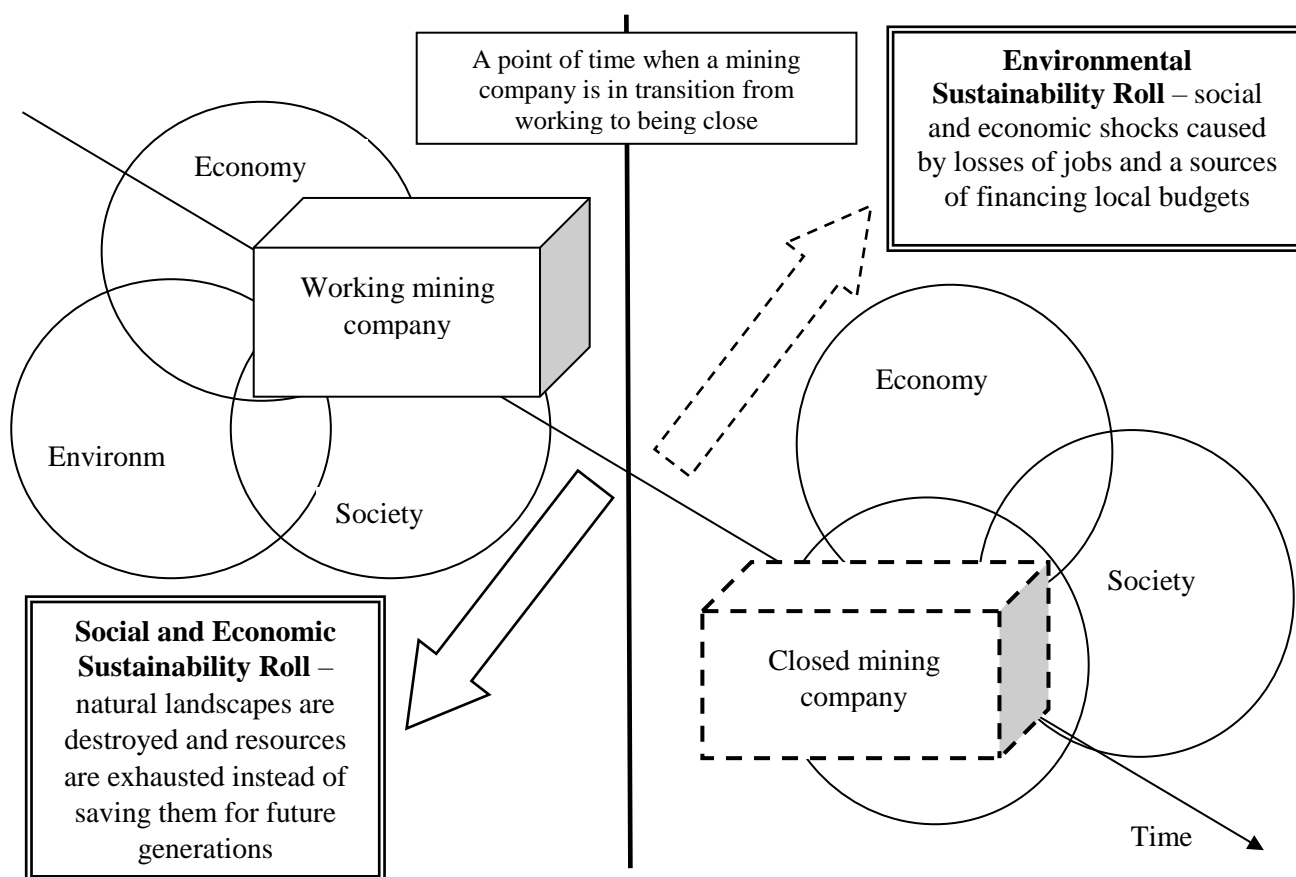 A point of time when a mining
company is in transition from
working to being close
Environmental
Sustainability Roll – social
and economic shocks caused
by losses of jobs and a sources
of financing local budgets
Economy
Working mining
company
Environm
Society
Social and Economic
Sustainability Roll –
natural landscapes are
destroyed and resources
are exhausted instead of
saving them for future
generations
Economy
Society
Closed mining
company
Time